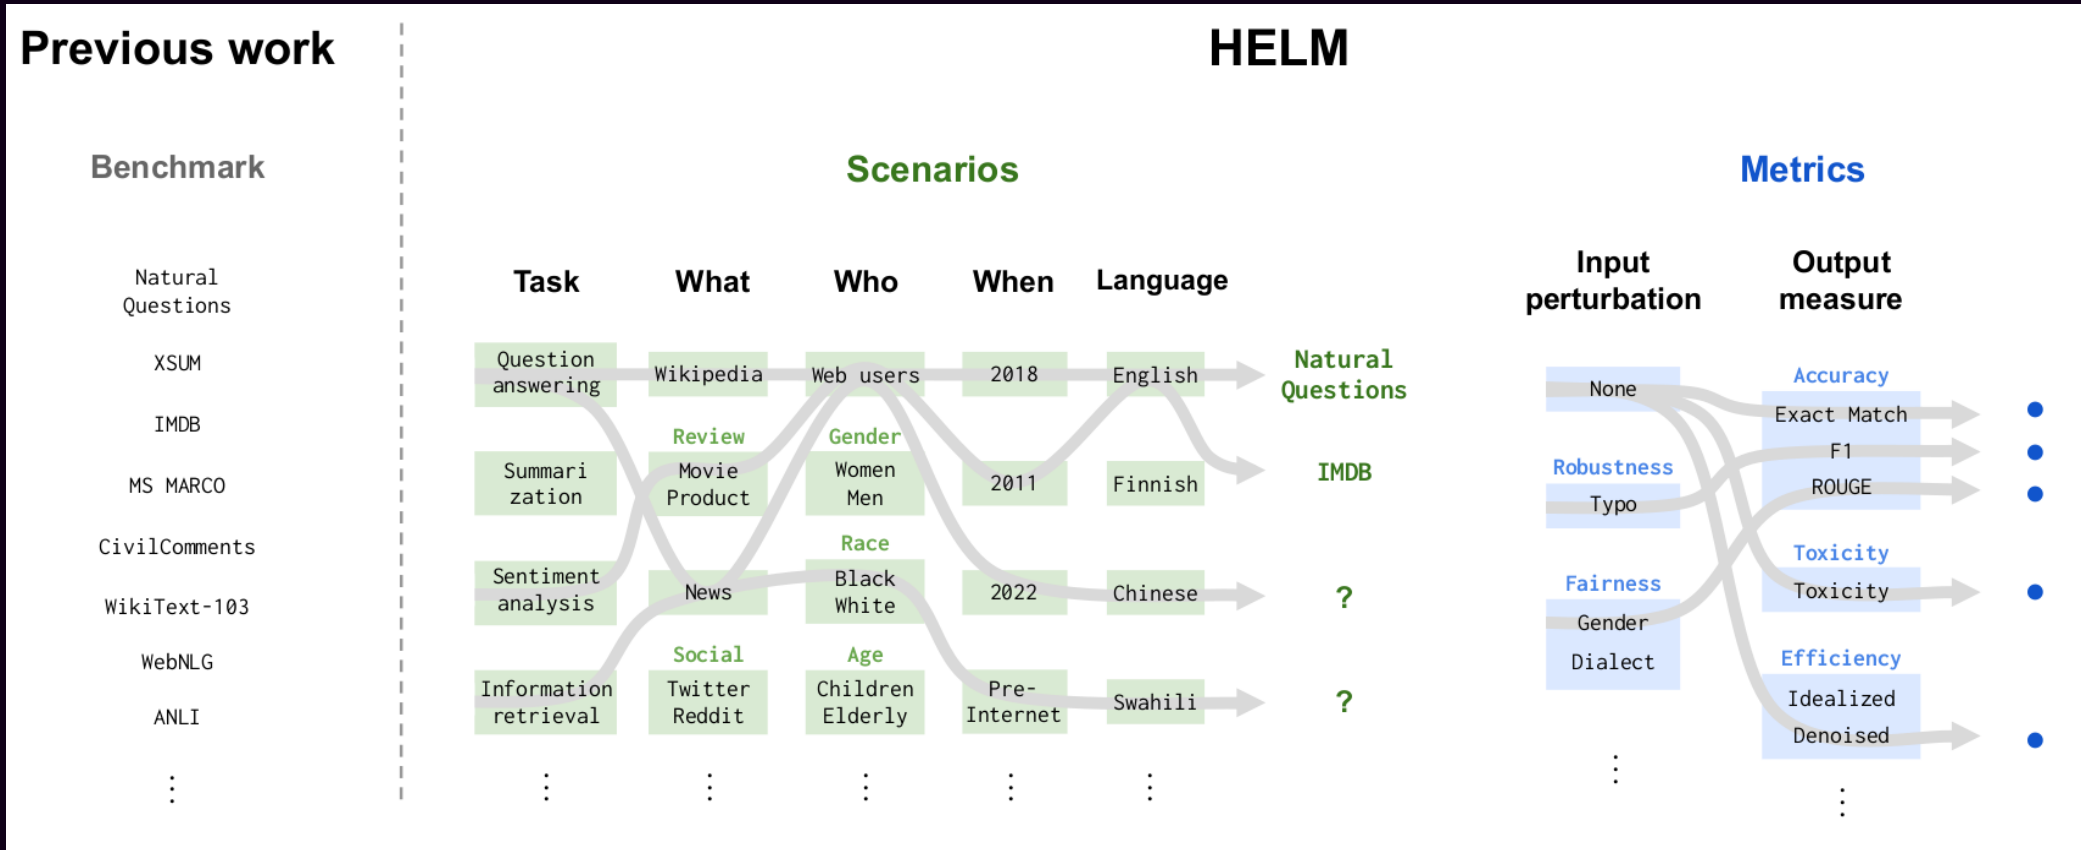 Previous work
HELM
Benchmark
Scenarios
Metrics
Natural
Questions
XSUM
IMDB
MS MARCO
CivilComments
WikiText-103
WebNLG
ANLI
⋮
Task
Question
answering
Summari
zation
Sentiment
analysis
Information
retrieval
⋮
What
Wikipedia
Review
Movie
Product
News
Social
Twitter
Reddit
⋮
Who
Web users
Gender
Women
Men
Race
Black
White
Age
Children
Elderly
⋮
When
2018
2011
2022
Pre-
Internet
⋮
Language
English
Finnish
Chinese
Swahili
⋮
Natural
Questions
IMDB
?
?
Input
perturbation
None
Robustness
Typo
Fairness
Gender
Dialect
⋮
Output
measure
Accuracy
Exact Match
F1
ROUGE
Toxicity
Toxicity
Efficiency
Idealized
Denoised
⋮